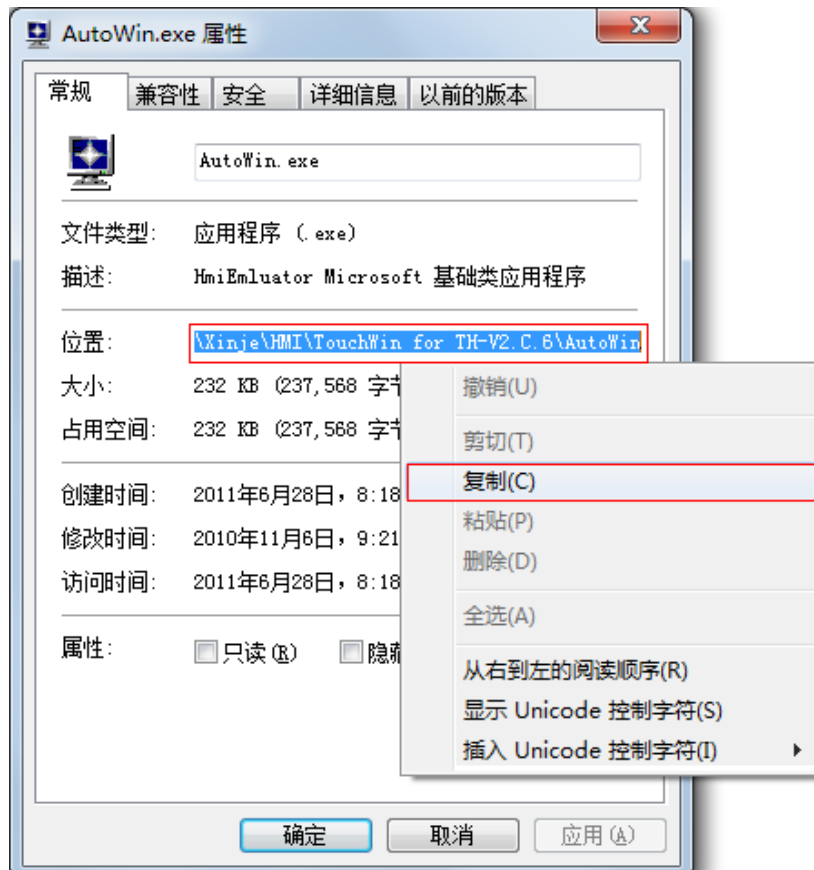 AutoWin.exe 属性
常规 兼容性 安全 详细信息 以前的版本
AutoWin.exe
文件类型: 应用程序 (.exe)
描述: HmiEmluator Microsoft 基础类应用程序
位置: \Xinje\HMI\TouchWin for TH-V2.C.6\AutoWin
大小: 232 KB (237,568 字节
占用空间: 232 KB (237,568 字节
创建时间: 2011年6月28日，8:18
修改时间: 2010年11月6日，9:21
访问时间: 2011年6月28日，8:18
属性: 只读(R) 隐藏
撤销(U)
剪切(T)
复制(C)
粘贴(P)
删除(D)
全选(A)
从右到左的阅读顺序(R)
显示 Unicode 控制字符(S)
插入 Unicode 控制字符(I)
确定 取消 应用(A)